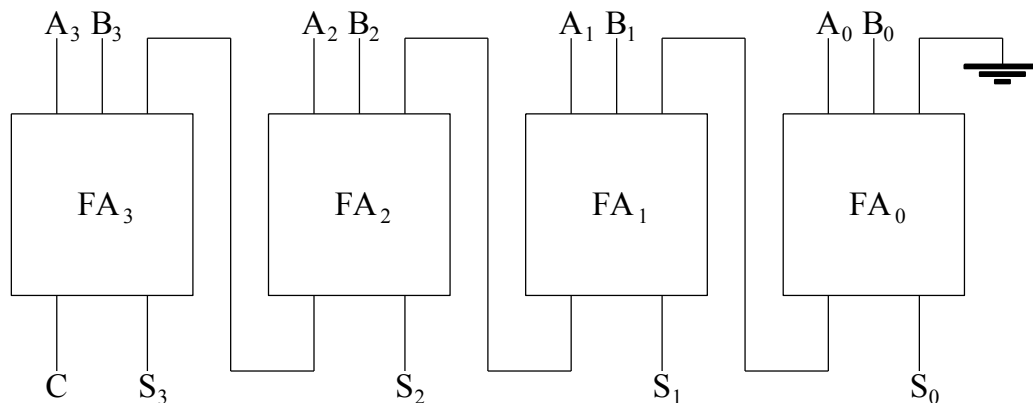 A₃ B₃ A₂ B₂ A₁ B₁ A₀ B₀
FA₃ FA₂ FA₁ FA₀
C S₃ S₂ S₁ S₀